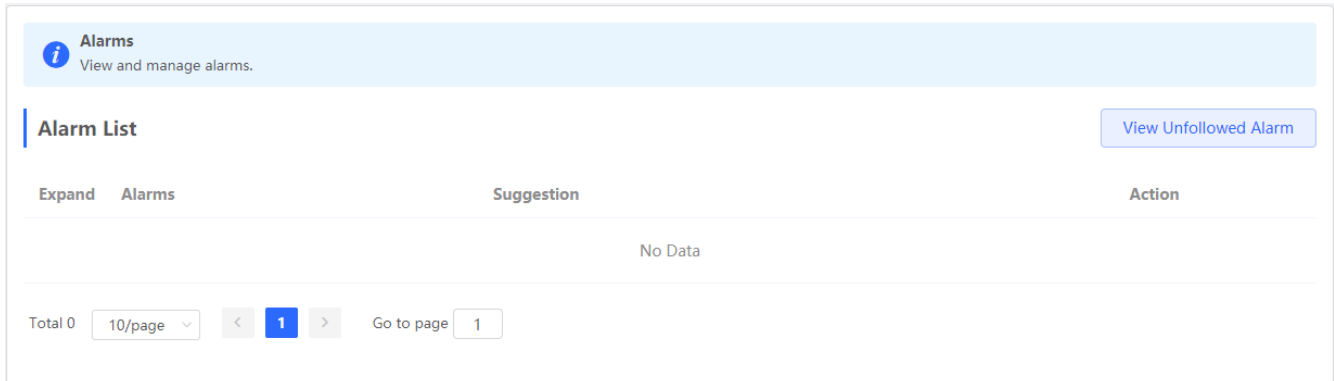 Alarms
View and manage alarms.
Alarm List
View Unfollowed Alarm
Expand Alarms Suggestion Action
No Data
Total 0 10/page < 1 > Go to page 1